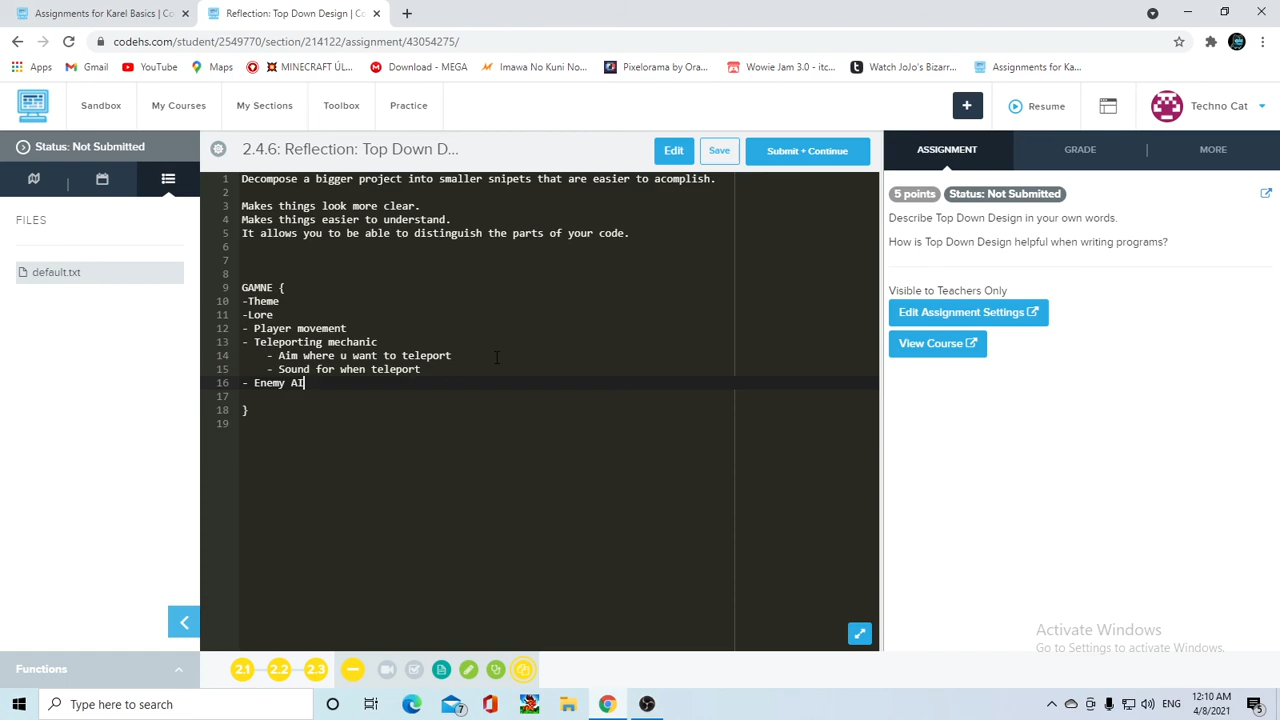 Assignments for Karel Basics | Co
Reflection: Top Down Design | Co
codehs.com/student/2549770/section/214122/assignment/43054275/
Apps
Gmail
YouTube
Maps
MINECRAFT ÚL...
Download - MEGA
Imawa No Kuni No...
Pixelorama by Ora...
Wowie Jam 3.0 - itc...
Watch JoJo's Bizarr...
Assignments for Ka...
Sandbox
My Courses
My Sections
Toolbox
Practice
+
Resume
Techno Cat
Status: Not Submitted
2.4.6: Reflection: Top Down D...
Edit
Save
Submit + Continue
ASSIGNMENT
GRADE
MORE
FILES
default.txt
1 Decompose a bigger project into smaller snipets that are easier to acomplish.
2
3 Makes things more clear.
4 Makes things easier to understand.
5 It allows you to be able to distinguish the parts of your code.
6
7
8
9 GAMNE {
10 -Theme
11 -Lore
12 - Player movement
13 - Teleporting mechanic
14 - Aim where u want to teleport
15 - Sound for when teleport
16 - Enemy AI
17
18 }
19
5 points Status: Not Submitted
Describe Top Down Design in your own words.
How is Top Down Design helpful when writing programs?
Visible to Teachers Only
Edit Assignment Settings
View Course
Activate Windows
Go to Settings to activate Windows.
Functions
2.1 2.2 2.3
Type here to search
7
ENG
12:10 AM
4/8/2021
5